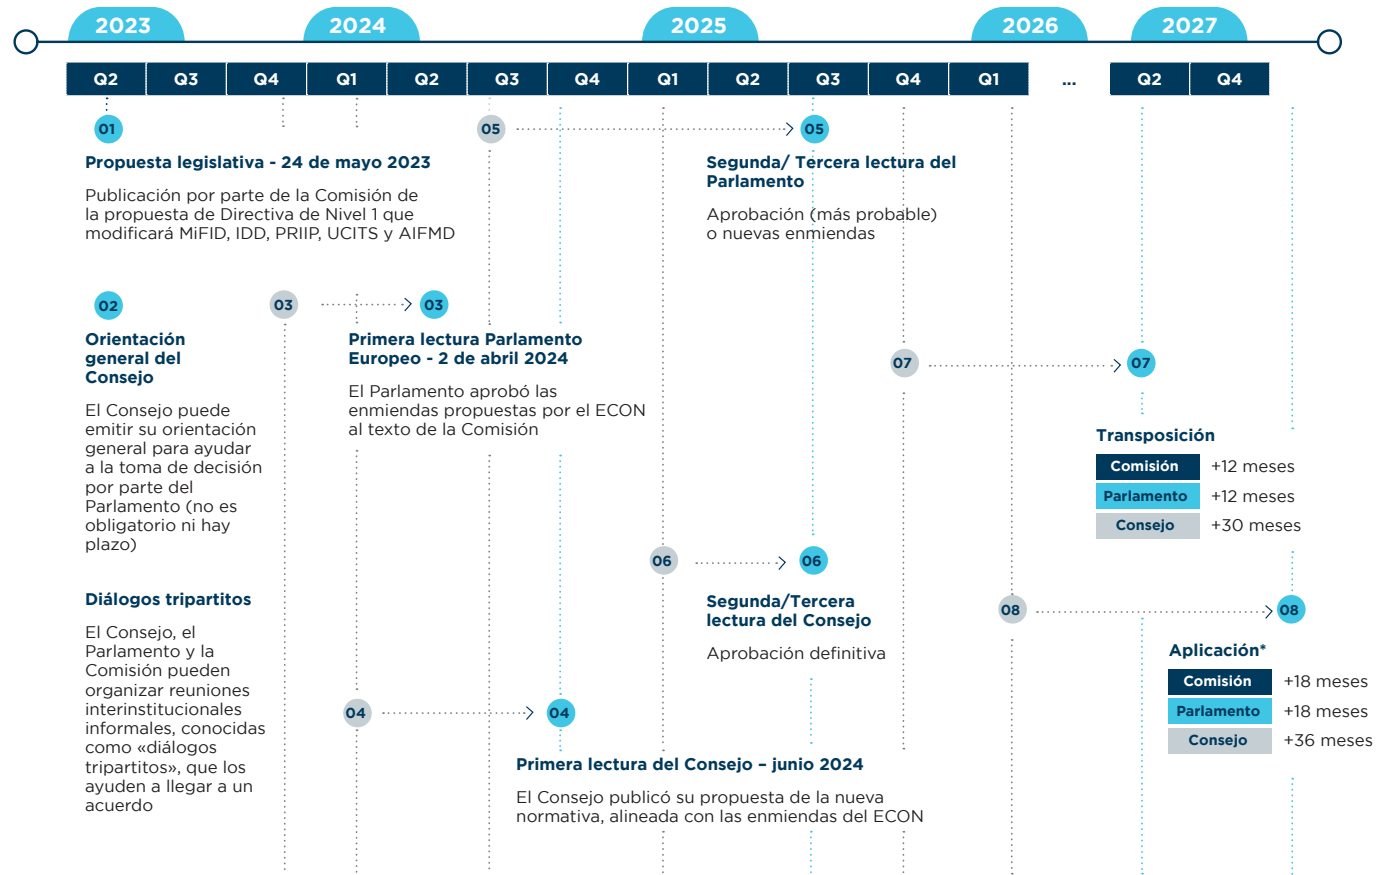 2023
2024
2025
2026
2027
Q2
Q3
Q4
Q1
Q2
Q3
Q4
Q1
Q2
Q3
Q4
Q1
...
Q2
Q4
01
Propuesta legislativa - 24 de mayo 2023
Publicación por parte de la Comisión de
la propuesta de Directiva de Nivel 1 que
modificará MiFID, IDD, PRIIP, UCITS y AIFMD
05
05
Segunda/ Tercera lectura del
Parlamento
Aprobación (más probable)
o nuevas enmiendas
02
Orientación
general del
Consejo
El Consejo puede
emitir su orientación
general para ayudar
a la toma de decisión
por parte del
Parlamento (no es
obligatorio ni hay
plazo)
03
03
Primera lectura Parlamento
Europeo - 2 de abril 2024
El Parlamento aprobó las
enmiendas propuestas por el ECON
al texto de la Comisión
07
07
Transposición
Comisión
+12 meses
Parlamento
+12 meses
Consejo
+30 meses
Diálogos tripartitos
El Consejo, el
Parlamento y la
Comisión pueden
organizar reuniones
interinstitucionales
informales, conocidas
como «diálogos
tripartitos», que los
ayuden a llegar a un
acuerdo
06
06
Segunda/Tercera
lectura del Consejo
Aprobación definitiva
08
08
Aplicación*
Comisión
+18 meses
Parlamento
+18 meses
Consejo
+36 meses
04
04
Primera lectura del Consejo – junio 2024
El Consejo publicó su propuesta de la nueva
normativa, alineada con las enmiendas del ECON